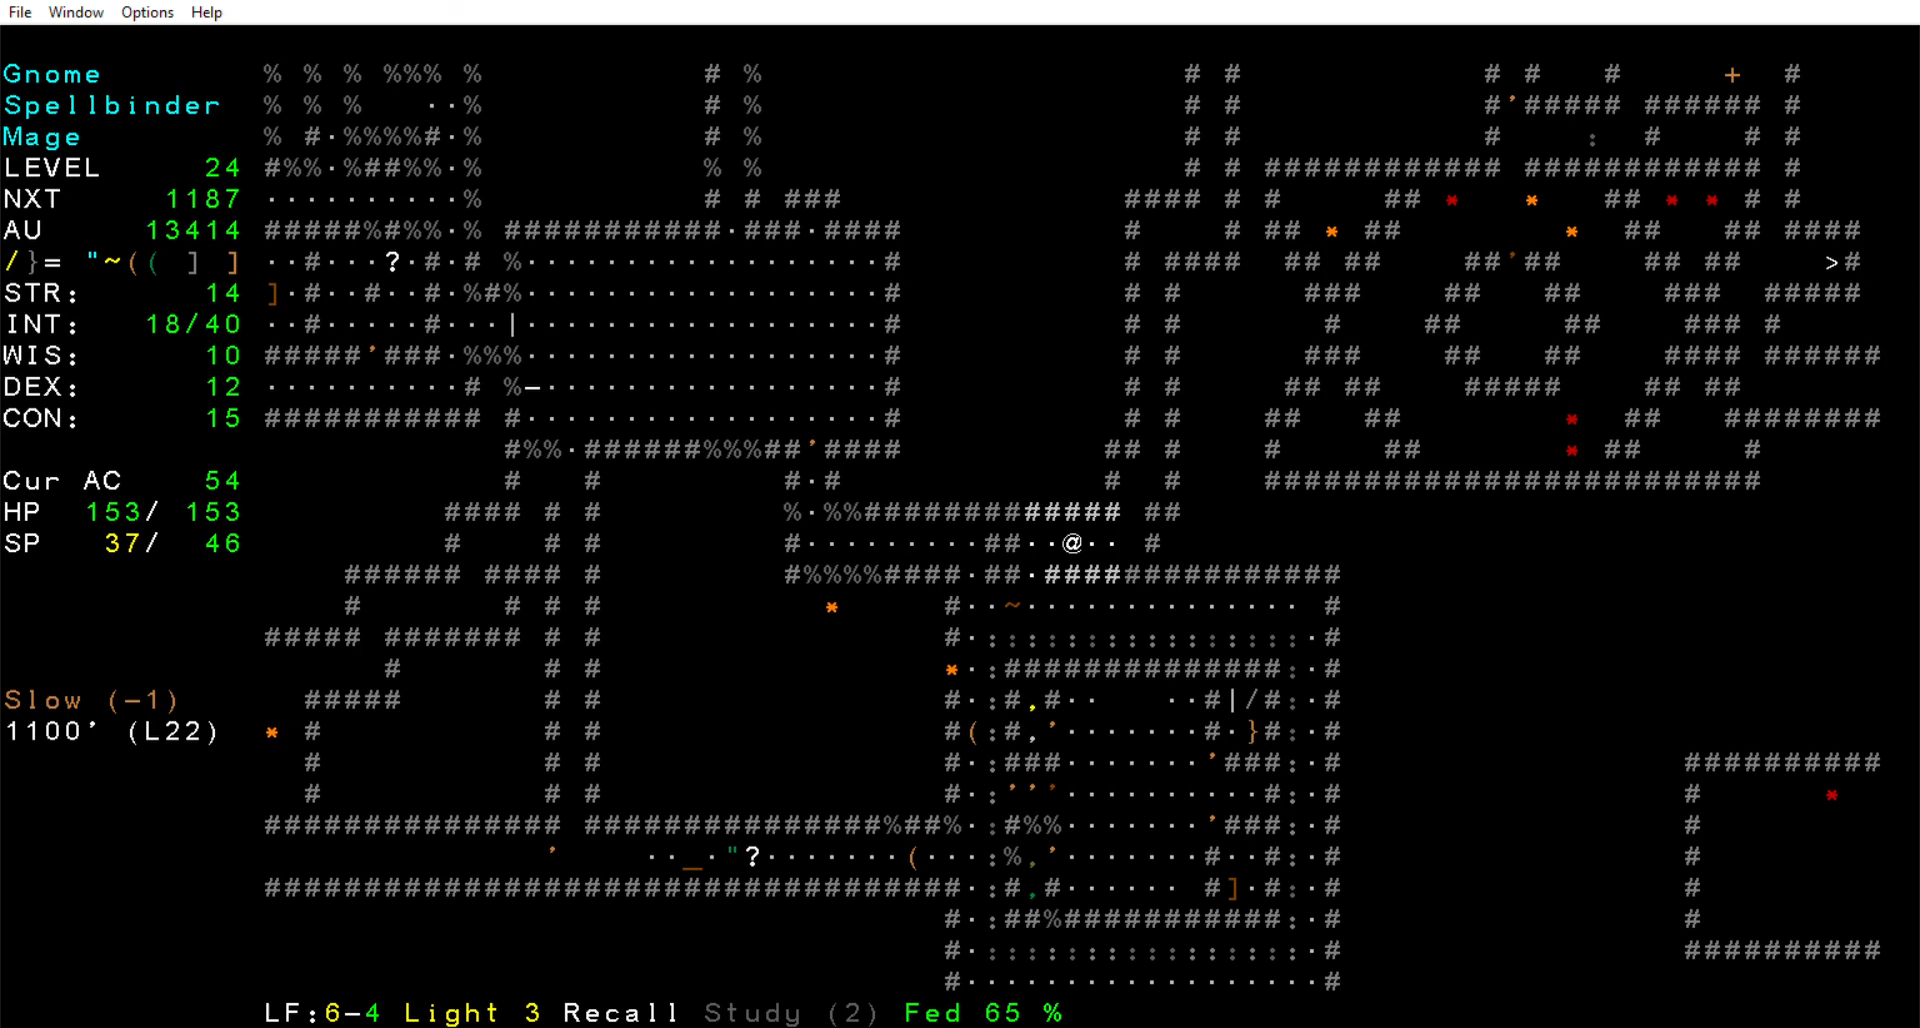 File Window Options Help
Gnome
Spellbinder
Mage
LEVEL 24
NXT 1187
AU 13414
/}= "~(( ] ]
STR: 14
INT: 18/40
WIS: 10
DEX: 12
CON: 15
Cur AC 54
HP 153/ 153
SP 37/ 46
Slow (-1)
1100' (L22)
LF:6-4 Light 3 Recall Study (2) Fed 65 %